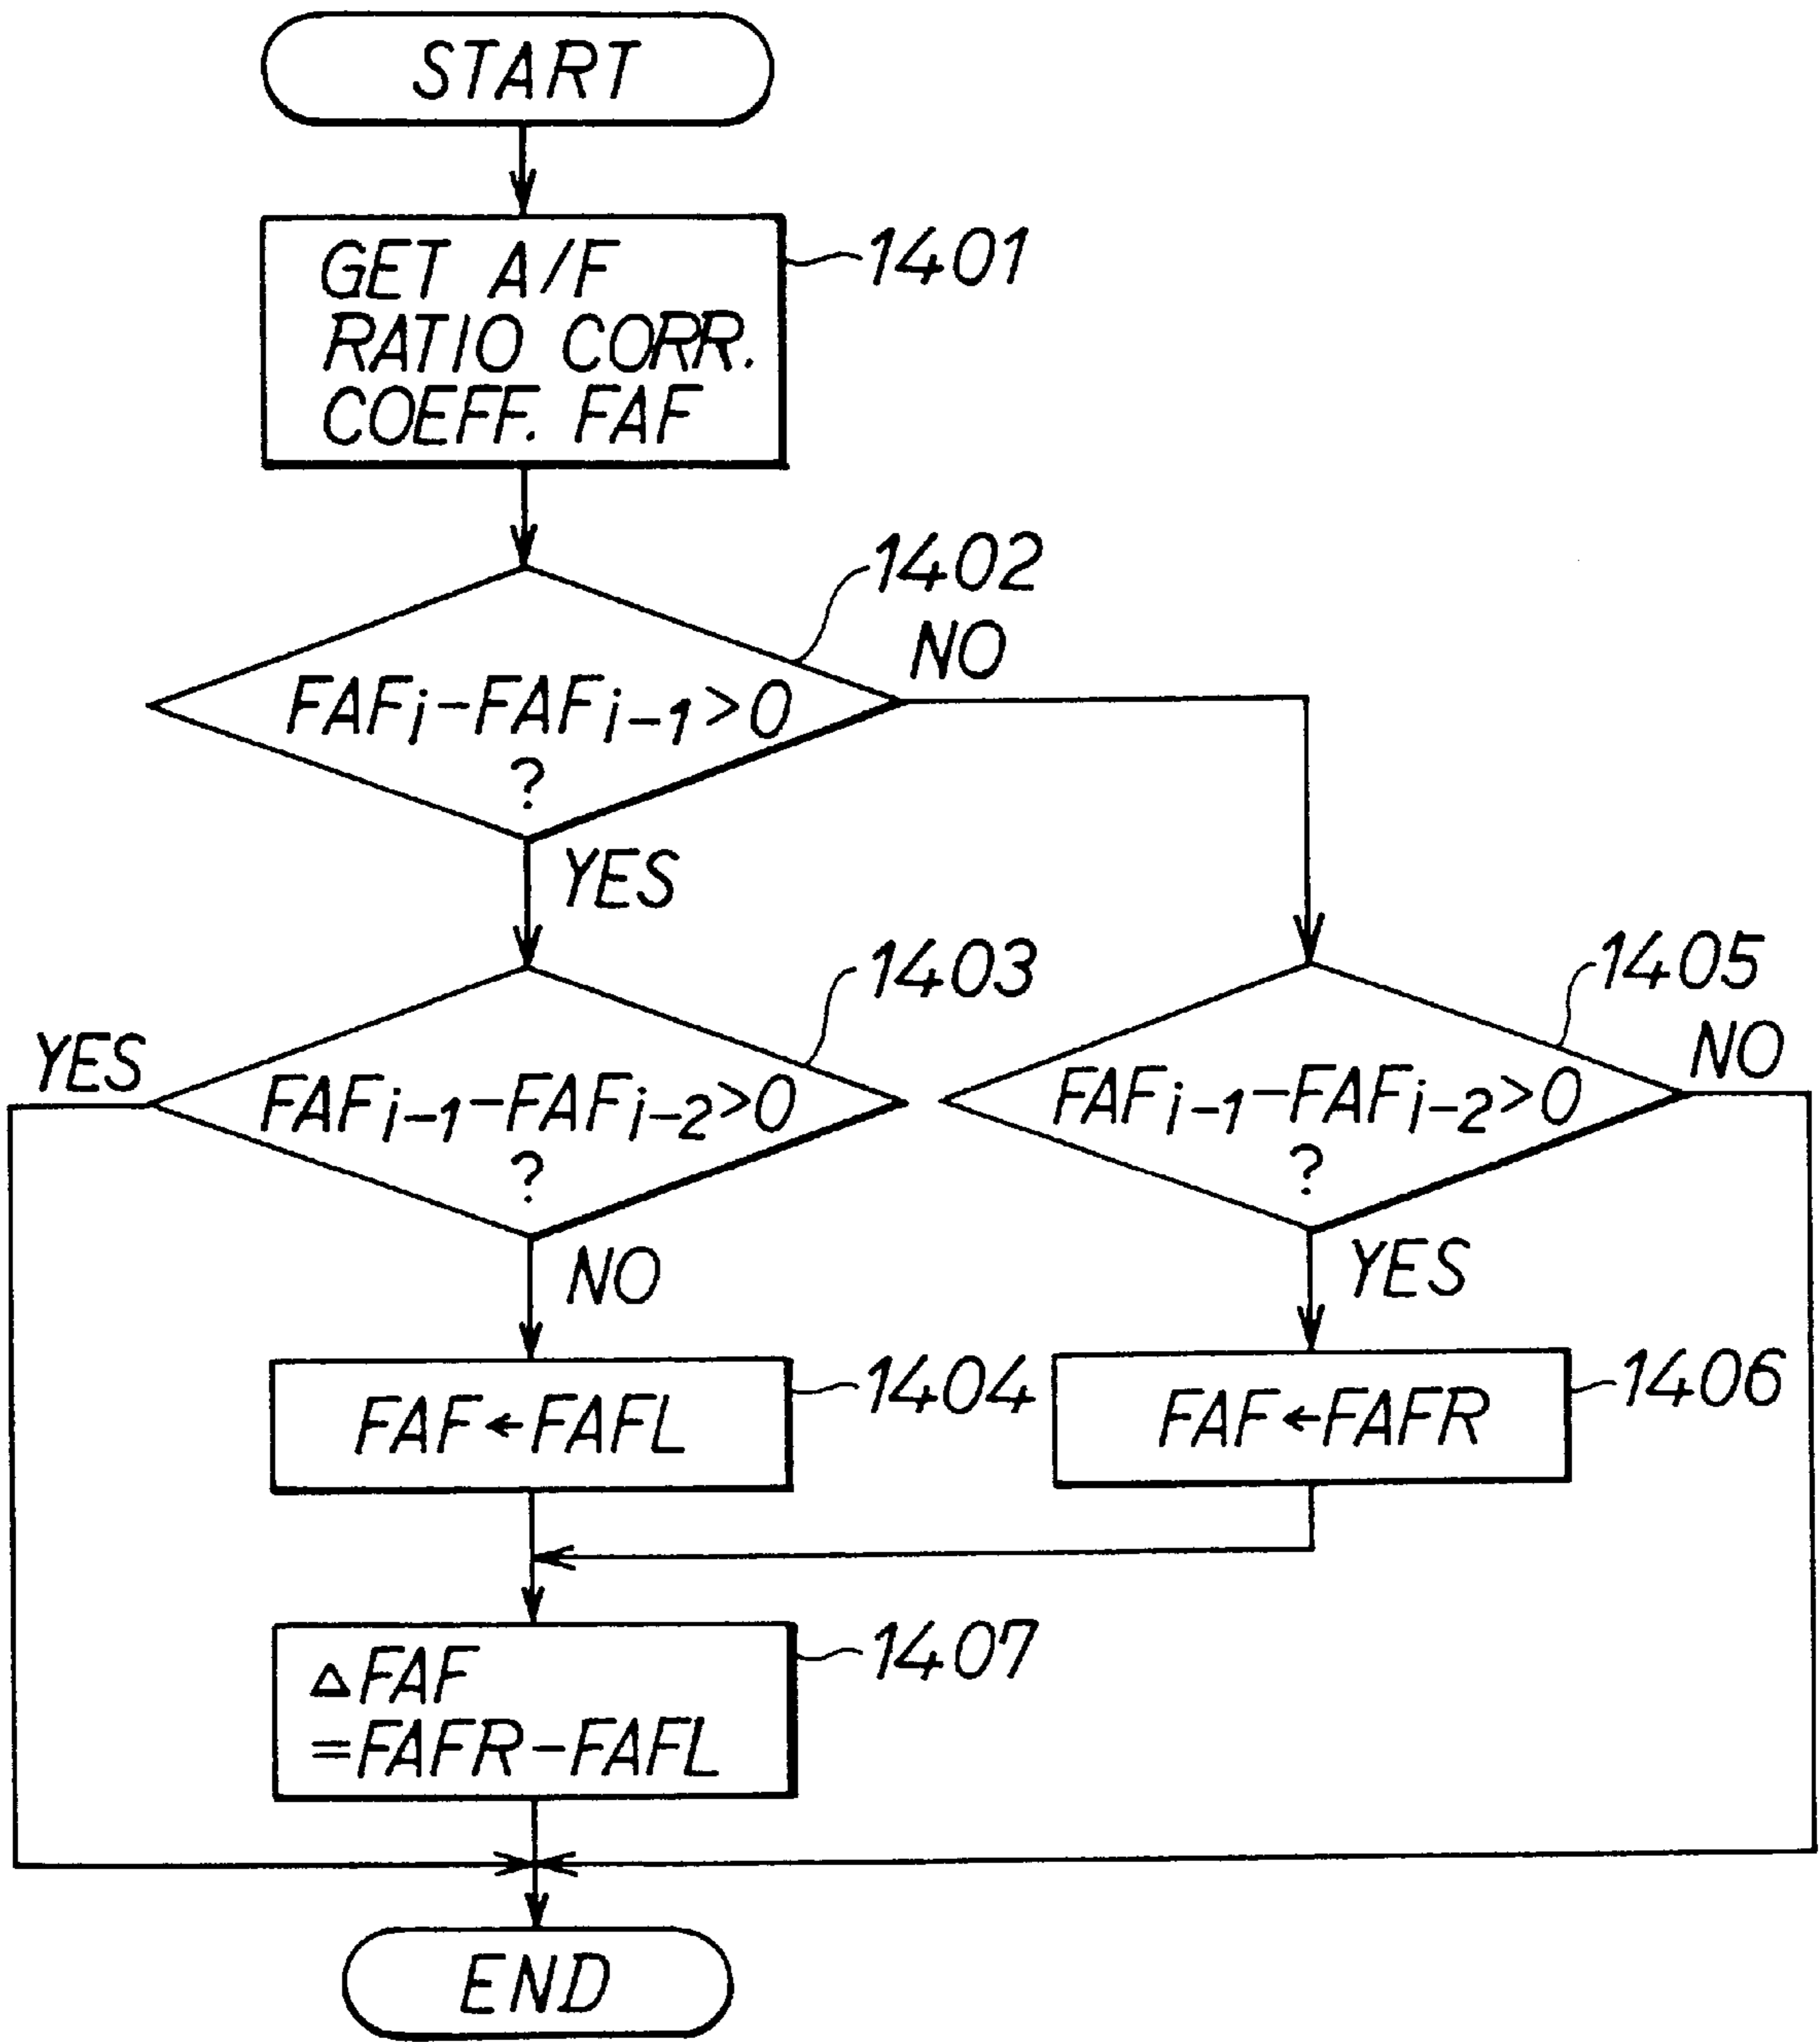 START
GET A/F
RATIO CORR.
COEFF. FAF
1401
1402
FAFi-FAFi-1>0
?
NO
YES
1403
FAFi-1-FAFi-2>0
?
YES
NO
1405
FAFi-1-FAFi-2>0
?
NO
YES
FAF←FAFL
1404
FAF←FAFR
1406
△FAF
=FAFR-FAFL
1407
END